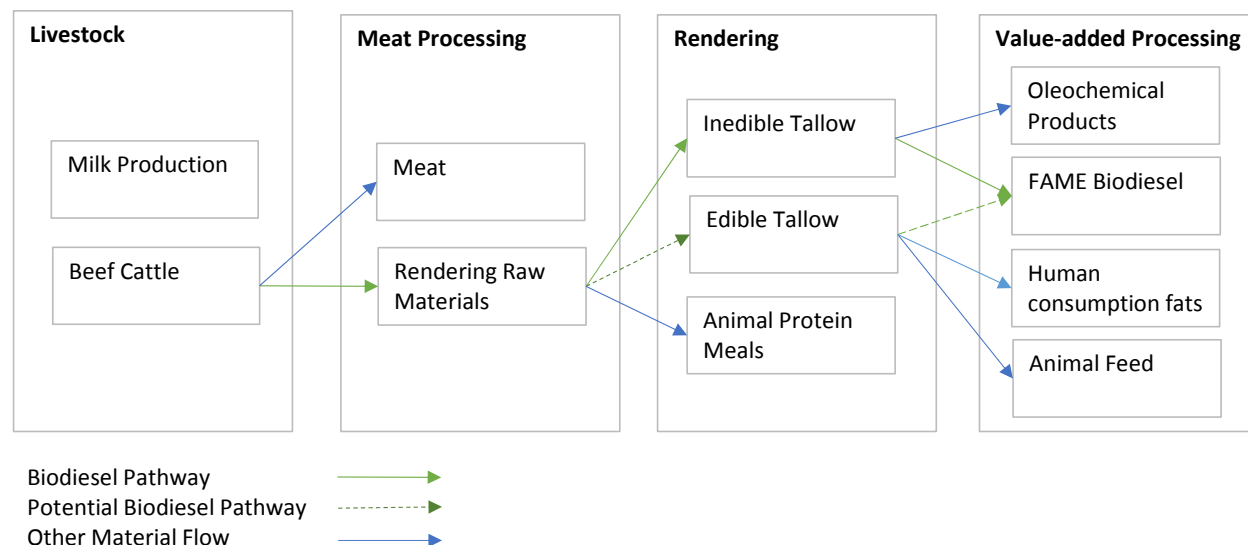 Livestock
Milk Production
Beef Cattle
Meat Processing
Meat
Rendering Raw
Materials
Rendering
Inedible Tallow
Edible Tallow
Animal Protein
Meals
Value-added Processing
Oleochemical
Products
FAME Biodiesel
Human
consumption fats
Animal Feed
Biodiesel Pathway
Potential Biodiesel Pathway
Other Material Flow